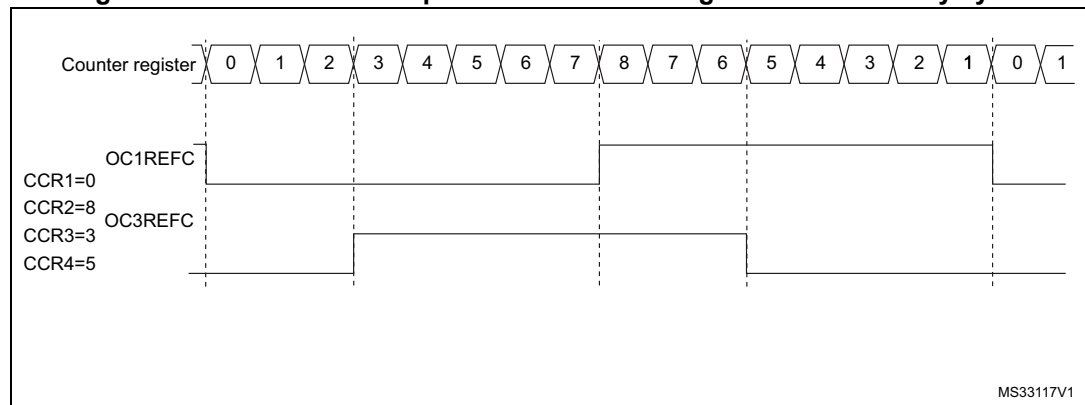 Counter register 0 1 2 3 4 5 6 7 8 7 6 5 4 3 2 1 0 1
OC1REFC
CCR1=0
CCR2=8
OC3REFC
CCR3=3
CCR4=5
MS33117V1